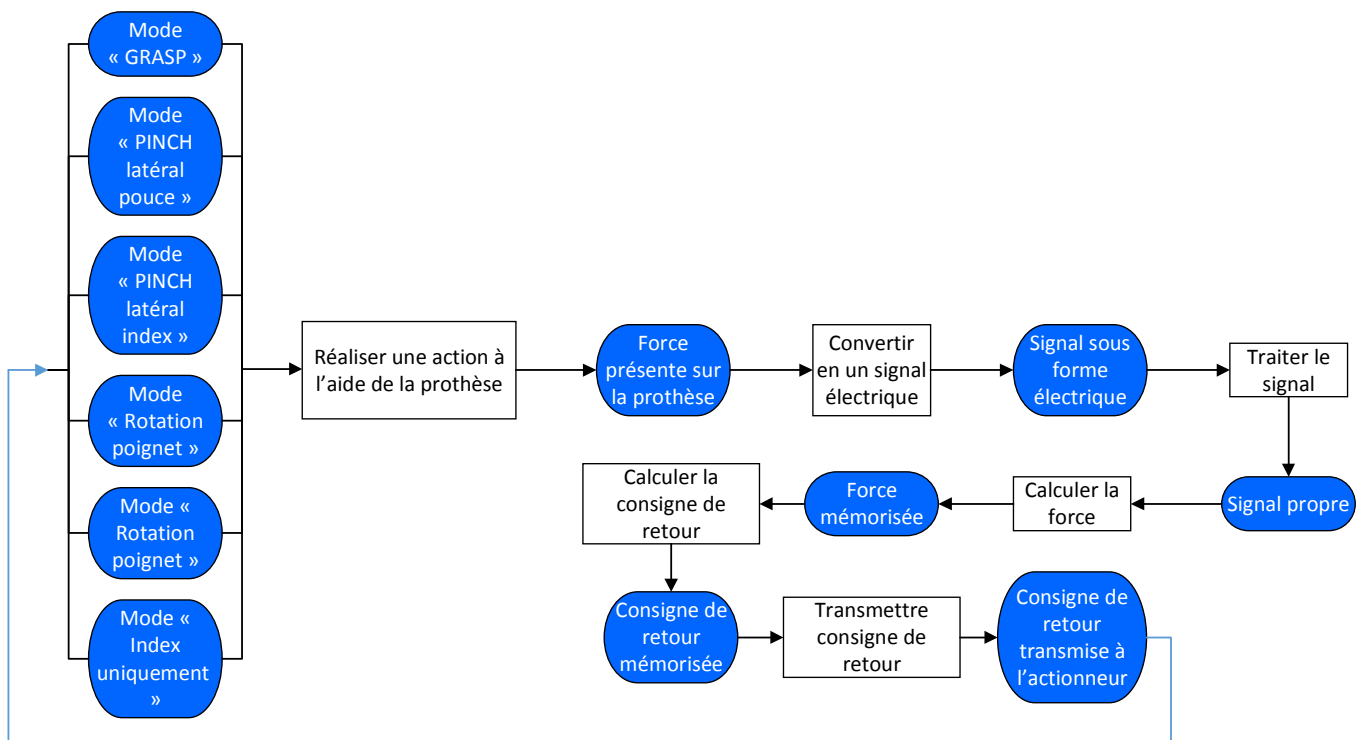 Mode
« GRASP »
Mode
« PINCH
latéral
pouce »
Mode
« PINCH
latéral
index »
Mode
« Rotation
poignet »
Mode «
Rotation
poignet »
Mode «
Index
uniquement
»
Réaliser une action à
l’aide de la prothèse
Force
présente sur
la prothèse
Convertir
en un signal
électrique
Signal sous
forme
électrique
Traiter le
signal
Signal propre
Calculer la
force
Force
mémorisée
Calculer la
consigne de
retour
Consigne de
retour
mémorisée
Transmettre
consigne de
retour
Consigne de
retour
transmise à
l’actionneur